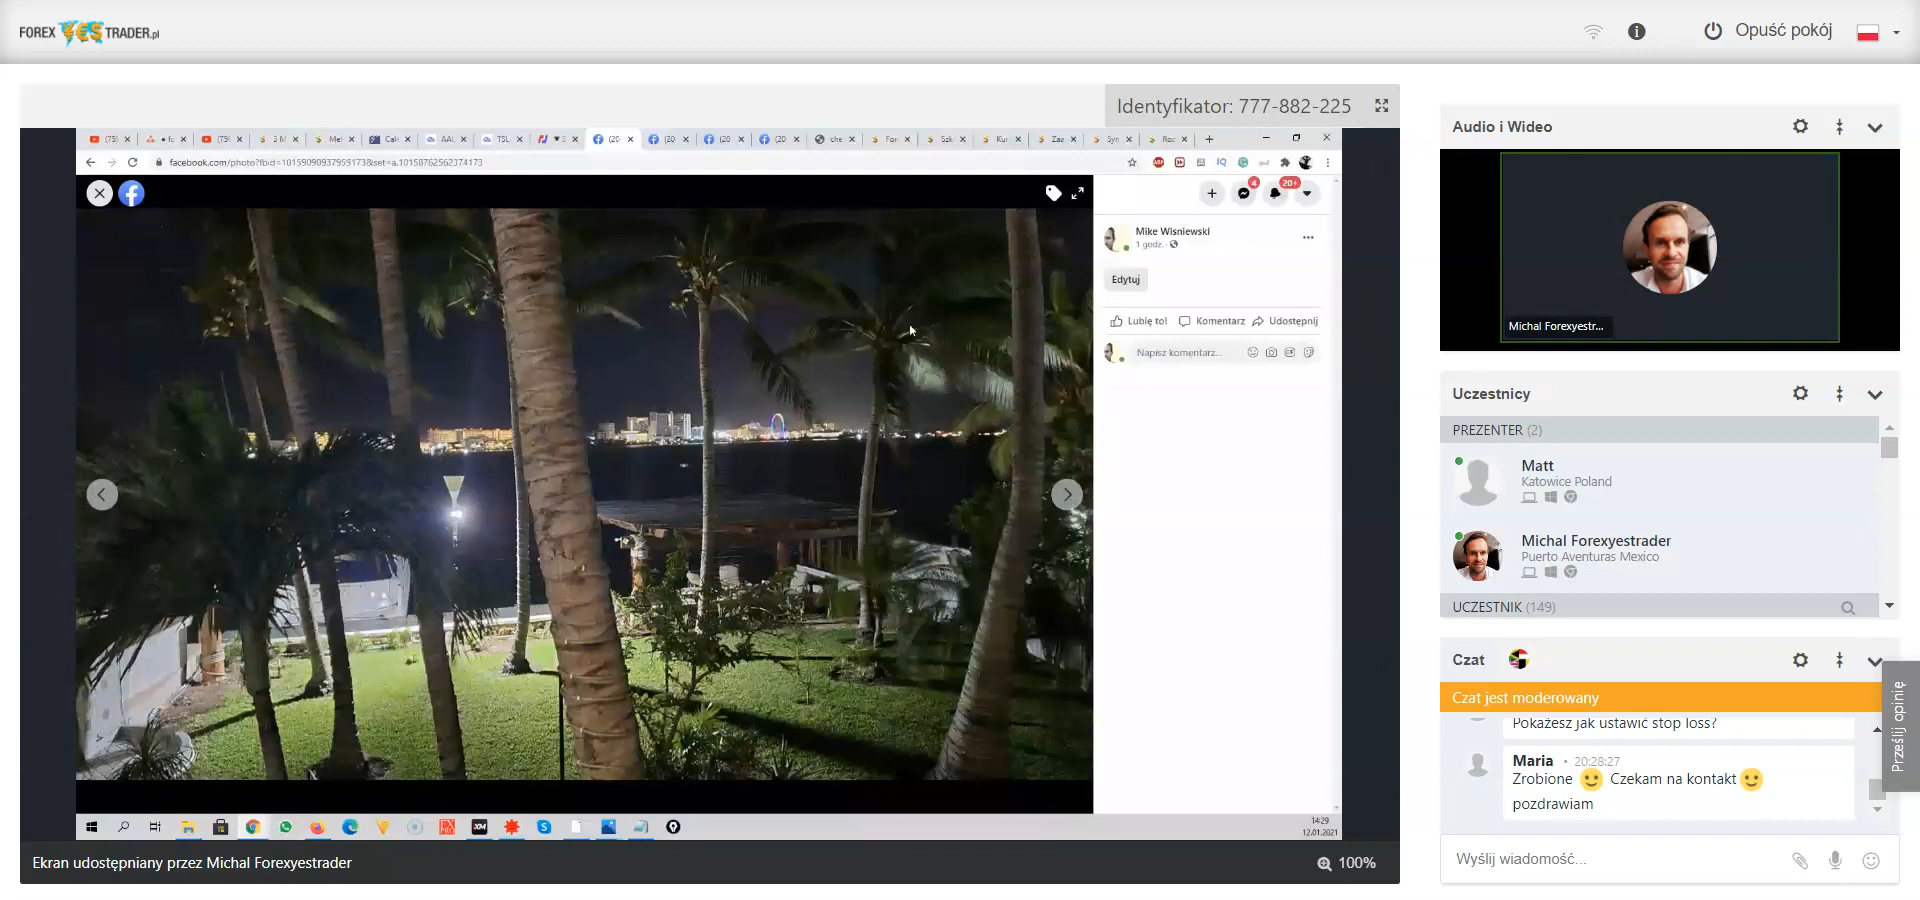 FOREX YES TRADER.pl
Opuść pokój
Identyfikator: 777-882-225
facebook.com/photo?fbid=10159090937959173&set=a.10158762562374173
4
20+
Mike Wisniewski
1 godz.
Edytuj
Lubię to! Komentarz Udostępnij
Napisz komentarz...
14:29
12.01.2021
Ekran udostępniany przez Michal Forexyestrader
100%
Audio i Wideo
Michal Forexyestr...
Uczestnicy
PREZENTER (2)
Matt
Katowice Poland
Michal Forexyestrader
Puerto Aventuras Mexico
UCZESTNIK (149)
Czat
Czat jest moderowany
Pokażesz jak ustawić stop loss?
Maria • 20:28:27
Zrobione Czekam na kontakt
pozdrawiam
Wyślij wiadomość...
Prześlij opinię